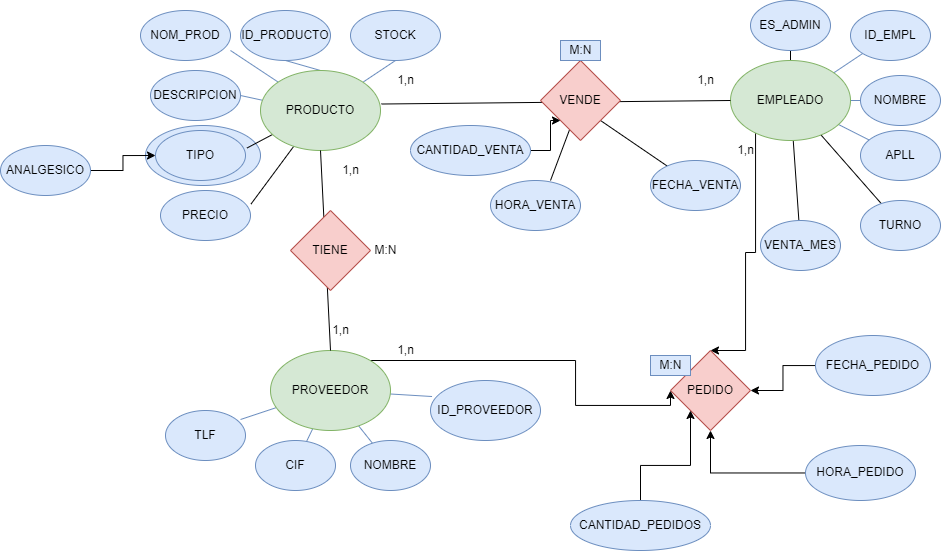 NOM_PROD
ID_PRODUCTO
STOCK
ES_ADMIN
ID_EMPL
M:N
1,n
1,n
DESCRIPCION
PRODUCTO
VENDE
EMPLEADO
NOMBRE
CANTIDAD_VENTA
1,n
APLL
ANALGESICO
TIPO
1,n
FECHA_VENTA
PRECIO
HORA_VENTA
TURNO
TIENE
M:N
VENTA_MES
1,n
1,n
M:N
FECHA_PEDIDO
PROVEEDOR
PEDIDO
ID_PROVEEDOR
TLF
CIF
NOMBRE
HORA_PEDIDO
CANTIDAD_PEDIDOS